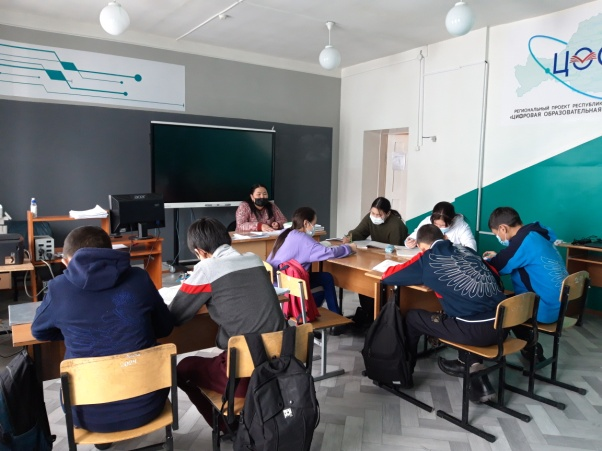 ЦОС
РЕГИОНАЛЬНЫЙ ПРОЕКТ РЕСПУБЛИКИ
«ЦИФРОВАЯ ОБРАЗОВАТЕЛЬНАЯ